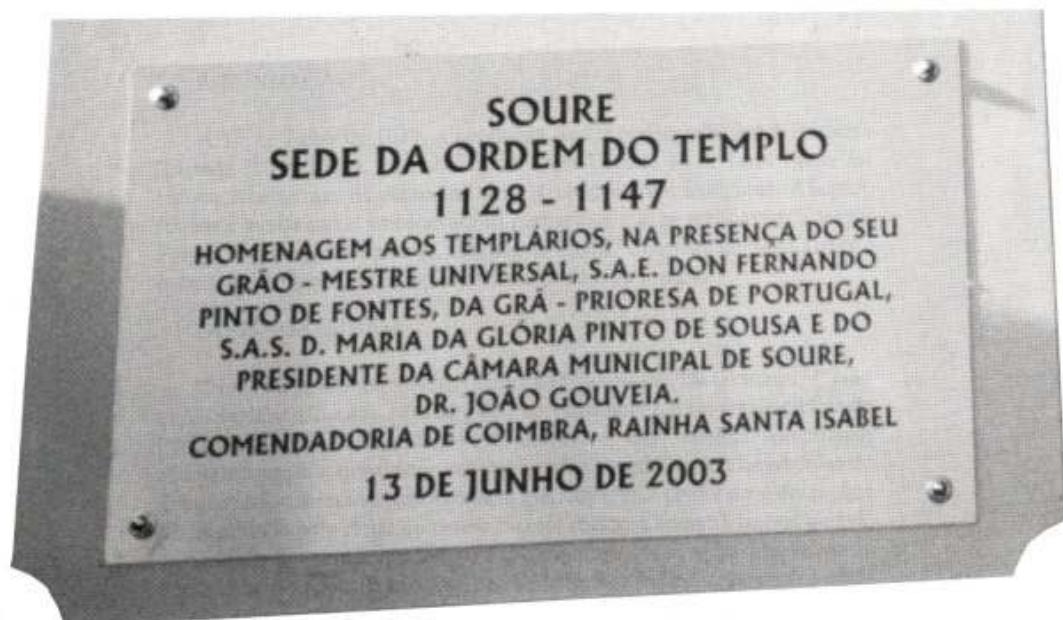 SOURE
SEDE DA ORDEM DO TEMPLO
1128 - 1147
HOMENAGEM AOS TEMPLÁRIOS, NA PRESENÇA DO SEU
GRÃO - MESTRE UNIVERSAL, S.A.E. DON FERNANDO
PINTO DE FONTES, DA GRÃ - PRIORESA DE PORTUGAL,
S.A.S. D. MARIA DA GLÓRIA PINTO DE SOUSA E DO
PRESIDENTE DA CÂMARA MUNICIPAL DE SOURE,
DR. JOÃO GOUVEIA.
COMENDADORIA DE COIMBRA, RAINHA SANTA ISABEL
13 DE JUNHO DE 2003